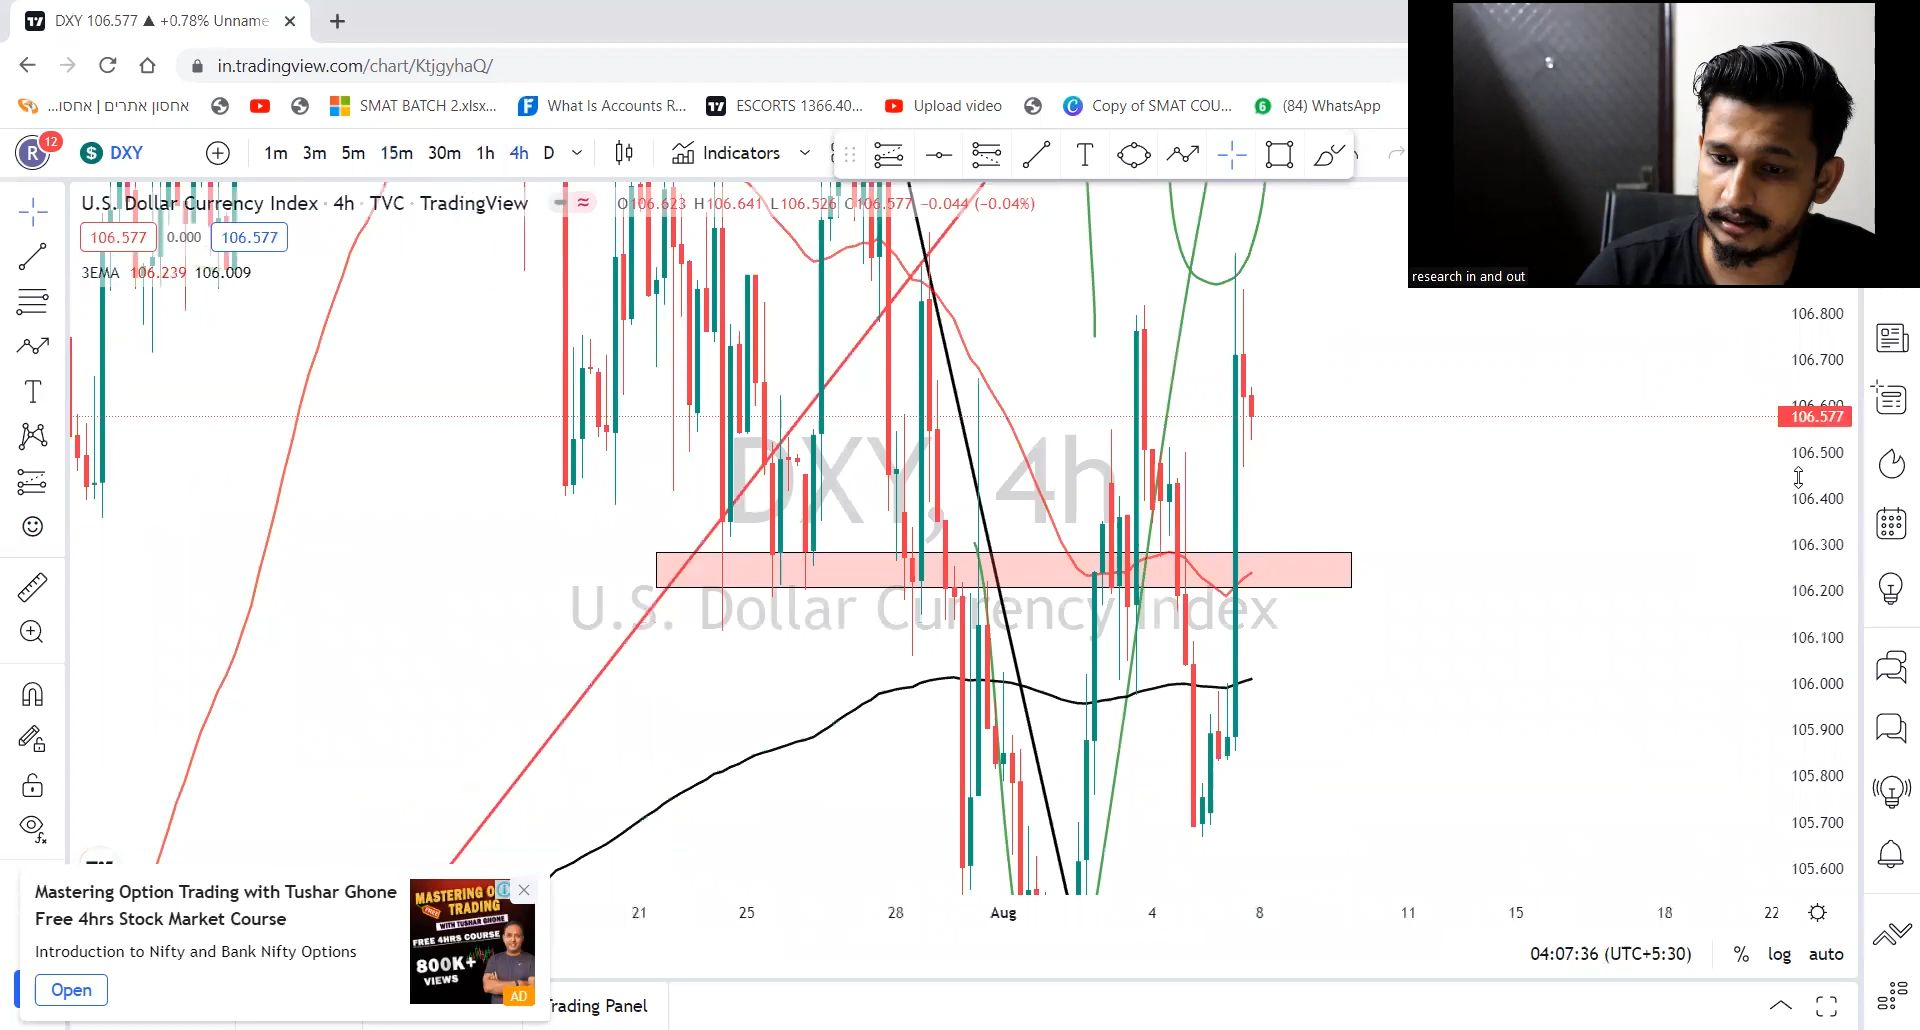 DXY 106.577 ▲ +0.78% Unname
in.tradingview.com/chart/KtjgyhaQ/
אחסון אתרים | אחסו...
SMAT BATCH 2.xlsx...
What Is Accounts R...
ESCORTS 1366.40...
Upload video
Copy of SMAT COU...
(84) WhatsApp
research in and out
R 12
$ DXY
1m 3m 5m 15m 30m 1h 4h D
Indicators
U.S. Dollar Currency Index · 4h · TVC · TradingView
O106.623 H106.641 L106.526 C106.577 −0.044 (−0.04%)
106.577 0.000 106.577
3EMA 106.239 106.009
DXY, 4h
U.S. Dollar Currency Index
106.800
106.700
106.600
106.577
106.500
106.400
106.300
106.200
106.100
106.000
105.900
105.800
105.700
105.600
21 25 28 Aug 4 8 11 15 18 22
04:07:36 (UTC+5:30) % log auto
Mastering Option Trading with Tushar Ghone
Free 4hrs Stock Market Course
Introduction to Nifty and Bank Nifty Options
Open
WITH TUSHAR GHONE
FREE 4HRS COURSE
800K+
VIEWS
AD
rading Panel